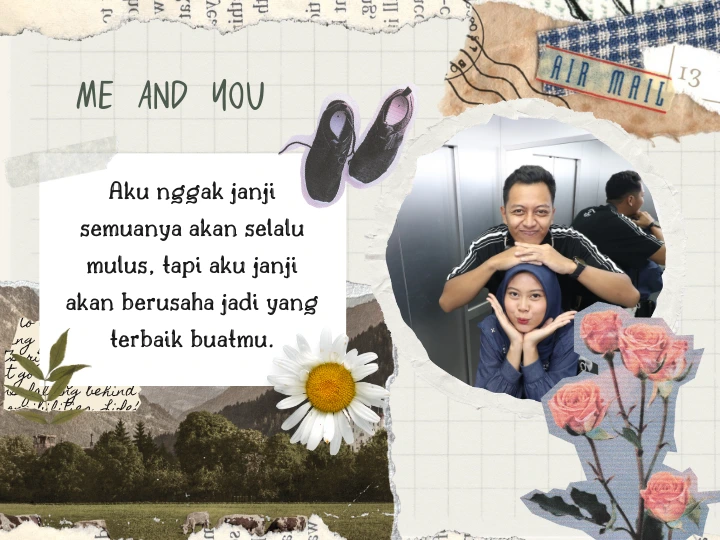 ME AND YOU
Aku nggak janji
semuanya akan selalu
mulus, tapi aku janji
akan berusaha jadi yang
terbaik buatmu.
AIR MAIL
13